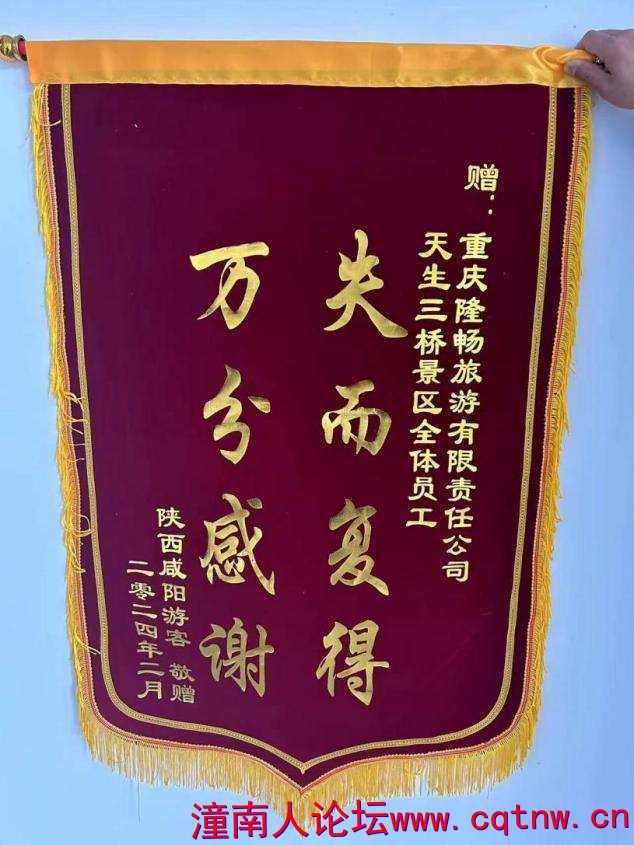 赠：
重庆隆畅旅游有限责任公司
天生三桥景区全体员工
失而复得
万分感谢
陕西咸阳游客 敬赠
二零二四年二月
潼南人论坛www.cqtnw.cn